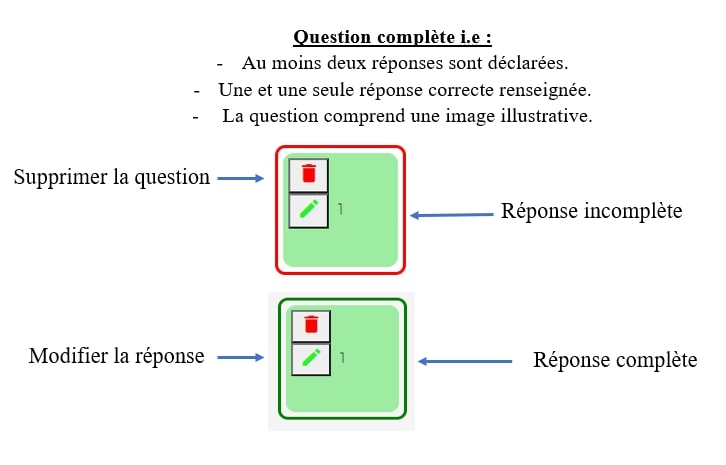 Question complète i.e :
- Au moins deux réponses sont déclarées.
- Une et une seule réponse correcte renseignée.
- La question comprend une image illustrative.
Supprimer la question
1
Réponse incomplète
Modifier la réponse
1
Réponse complète